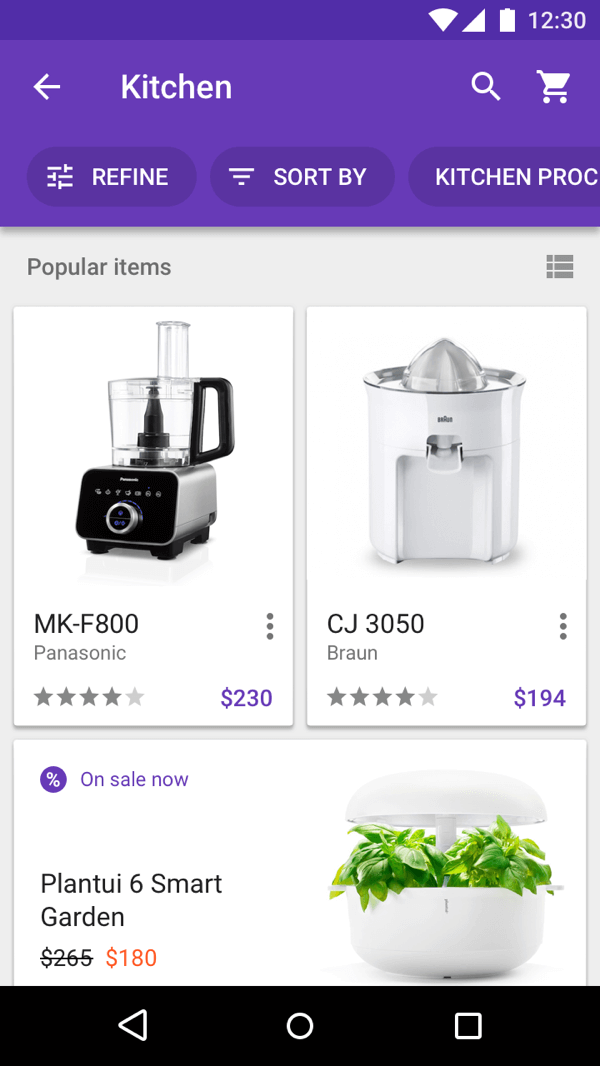 12:30
Kitchen
REFINE
SORT BY
KITCHEN PROC
Popular items
Panasonic
BRAUN
MK-F800
Panasonic
$230
CJ 3050
Braun
$194
% On sale now
Plantui 6 Smart
Garden
$265 $180